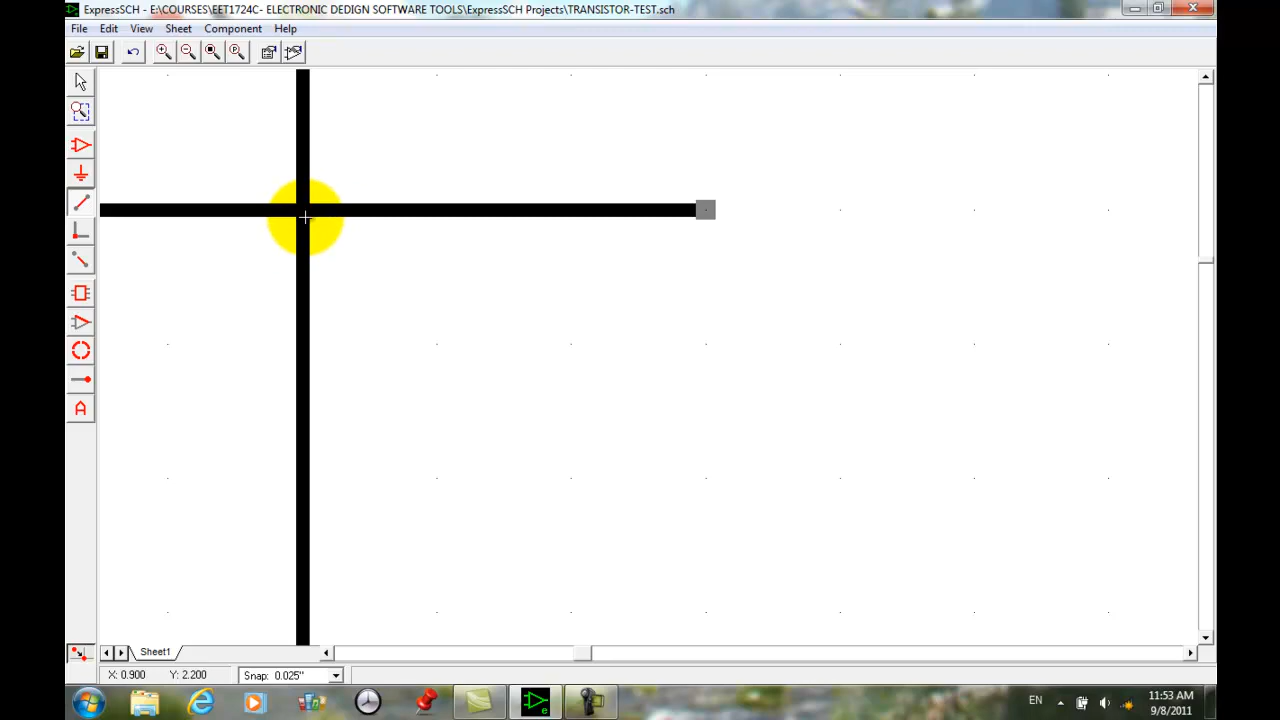 ExpressSCH - E:\COURSES\EET1724C- ELECTRONIC DEDIGN SOFTWARE TOOLS\ExpressSCH Projects\TRANSISTOR-TEST.sch
File Edit View Sheet Component Help
A
Sheet1
X: 0.900 Y: 2.200 Snap: 0.025"
EN 11:53 AM
9/8/2011